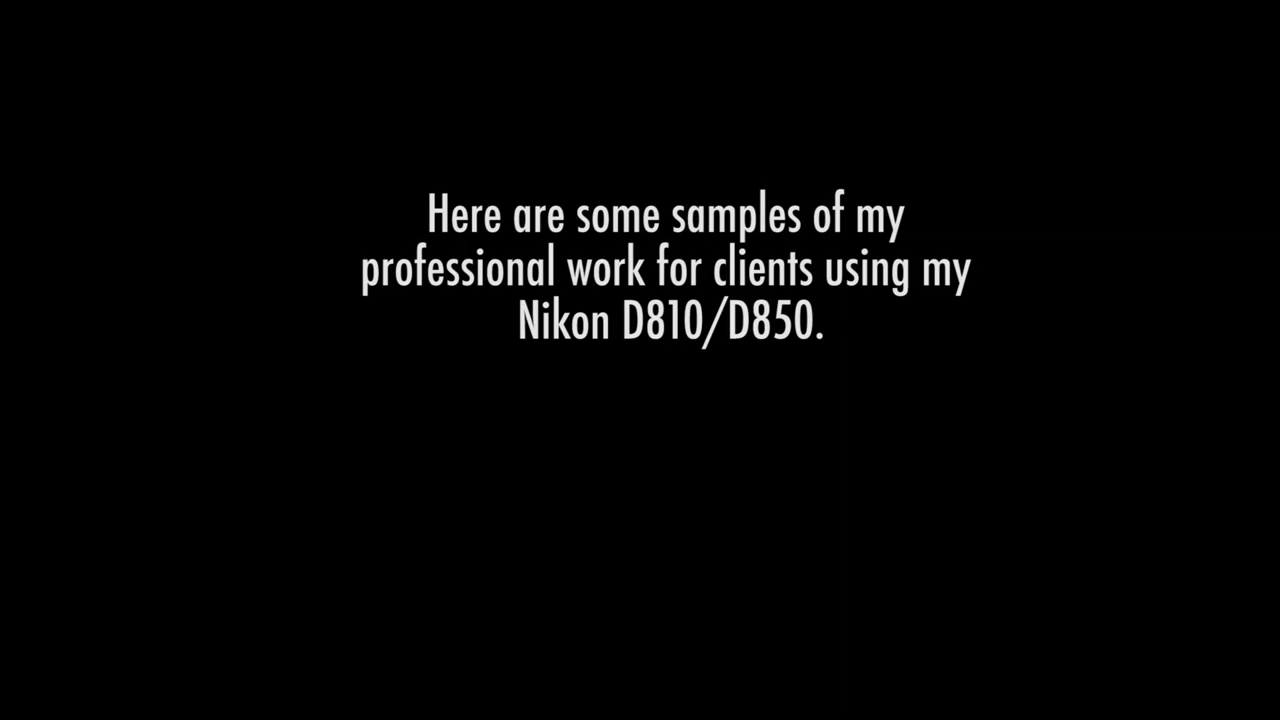 Here are some samples of my
professional work for clients using my
Nikon D810/D850.